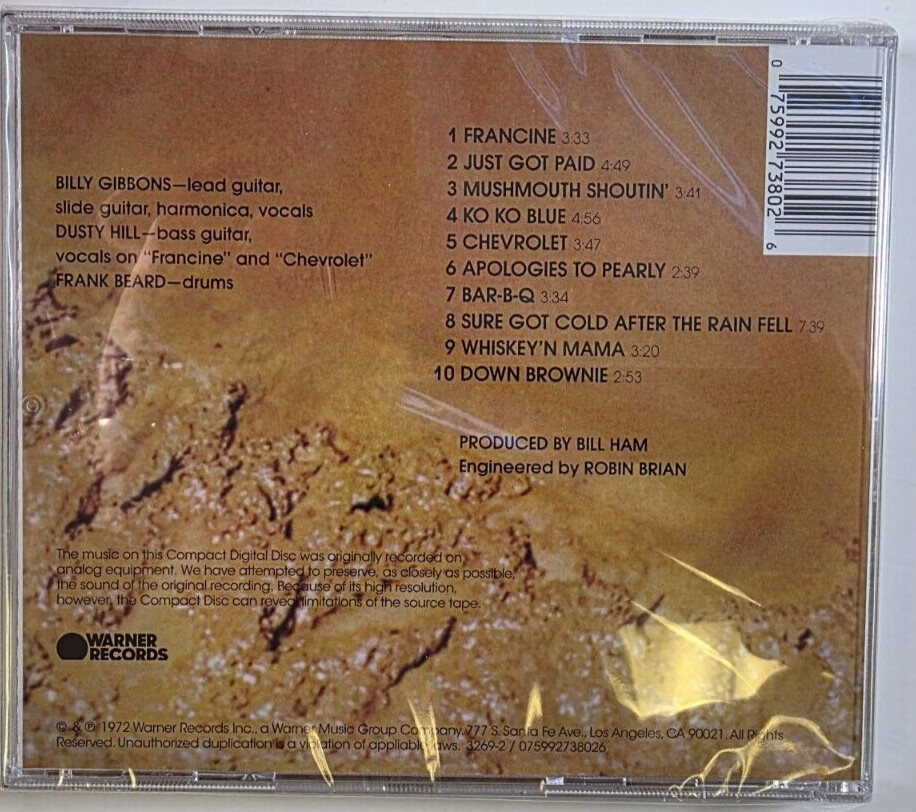 BILLY GIBBONS—lead guitar,
slide guitar, harmonica, vocals
DUSTY HILL—bass guitar,
vocals on "Francine" and "Chevrolet"
FRANK BEARD—drums
1 FRANCINE 3:33
2 JUST GOT PAID 4:49
3 MUSHMOUTH SHOUTIN' 3:41
4 KO KO BLUE 4:56
5 CHEVROLET 3:47
6 APOLOGIES TO PEARLY 2:39
7 BAR-B-Q 3:34
8 SURE GOT COLD AFTER THE RAIN FELL 7:39
9 WHISKEY'N MAMA 3:20
10 DOWN BROWNIE 2:53
PRODUCED BY BILL HAM
Engineered by ROBIN BRIAN
0 75992 73802 6
The music on this Compact Digital Disc was originally recorded on
analog equipment. We have attempted to preserve, as closely as possible,
the sound of the original recording. Because of its high resolution,
however, the Compact Disc can reveal limitations of the source tape.
WARNER
RECORDS
© & ℗ 1972 Warner Records Inc., a Warner Music Group Company, 777 S. Santa Fe Ave., Los Angeles, CA 90021. All Rights
Reserved. Unauthorized duplication is a violation of applicable laws. 3269-2 / 075992738026